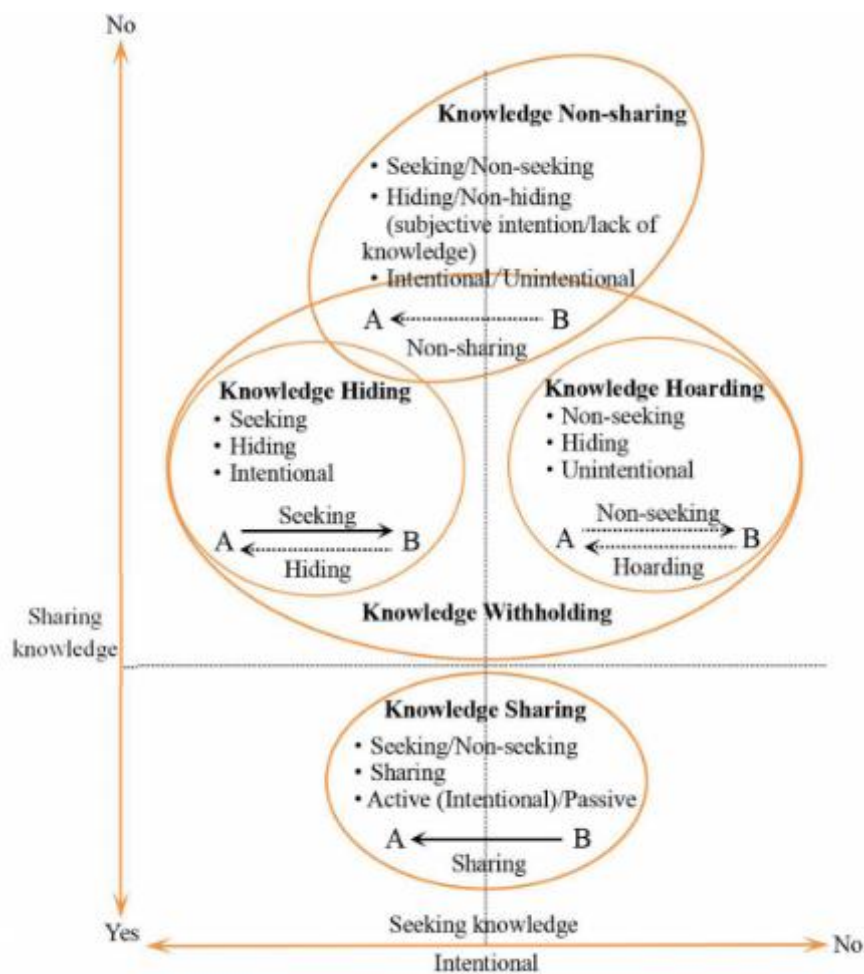 No
Knowledge Non-sharing
• Seeking/Non-seeking
• Hiding/Non-hiding
(subjective intention/lack of
knowledge)
• Intentional/Unintentional
A B
Non-sharing
Knowledge Hiding
• Seeking
• Hiding
• Intentional
Seeking
A B
Hiding
Knowledge Hoarding
• Non-seeking
• Hiding
• Unintentional
Non-seeking
A B
Hoarding
Knowledge Withholding
Sharing
knowledge
Knowledge Sharing
• Seeking/Non-seeking
• Sharing
• Active (Intentional)/Passive
A B
Sharing
Yes
Seeking knowledge
No
Intentional